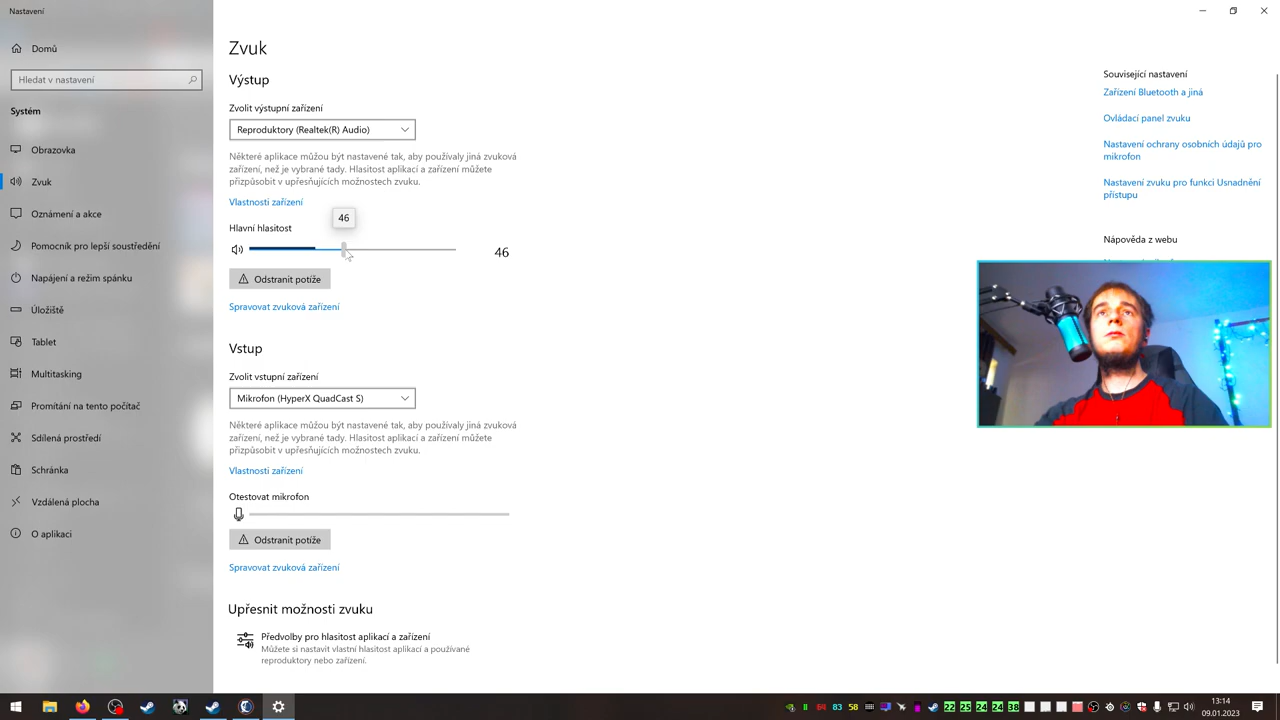 Nastavení
Domů
Hledat v nastavení
Systém
Obrazovka
Zvuk
Oznámení a akce
Pomocník pro lepší soustředění
Napájení a režim spánku
Úložiště
Tablet
Multitasking
Promítání na tento počítač
Sdílená prostředí
Schránka
Vzdálená plocha
O aplikaci
Zvuk
Výstup
Zvolit výstupní zařízení
Reproduktory (Realtek(R) Audio)
Některé aplikace můžou být nastavené tak, aby používaly jiná zvuková
zařízení, než je vybrané tady. Hlasitost aplikací a zařízení můžete
přizpůsobit v upřesňujících možnostech zvuku.
Vlastnosti zařízení
46
Hlavní hlasitost
46
Odstranit potíže
Spravovat zvuková zařízení
Vstup
Zvolit vstupní zařízení
Mikrofon (HyperX QuadCast S)
Některé aplikace můžou být nastavené tak, aby používaly jiná zvuková
zařízení, než je vybrané tady. Hlasitost aplikací a zařízení můžete
přizpůsobit v upřesňujících možnostech zvuku.
Vlastnosti zařízení
Otestovat mikrofon
Odstranit potíže
Spravovat zvuková zařízení
Upřesnit možnosti zvuku
Předvolby pro hlasitost aplikací a zařízení
Můžete si nastavit vlastní hlasitost aplikací a používané
reproduktory nebo zařízení.
Související nastavení
Zařízení Bluetooth a jiná
Ovládací panel zvuku
Nastavení ochrany osobních údajů pro
mikrofon
Nastavení zvuku pro funkci Usnadnění
přístupu
Nápověda z webu
84 83 58
22 25 24 24 38
13:14
09.01.2023